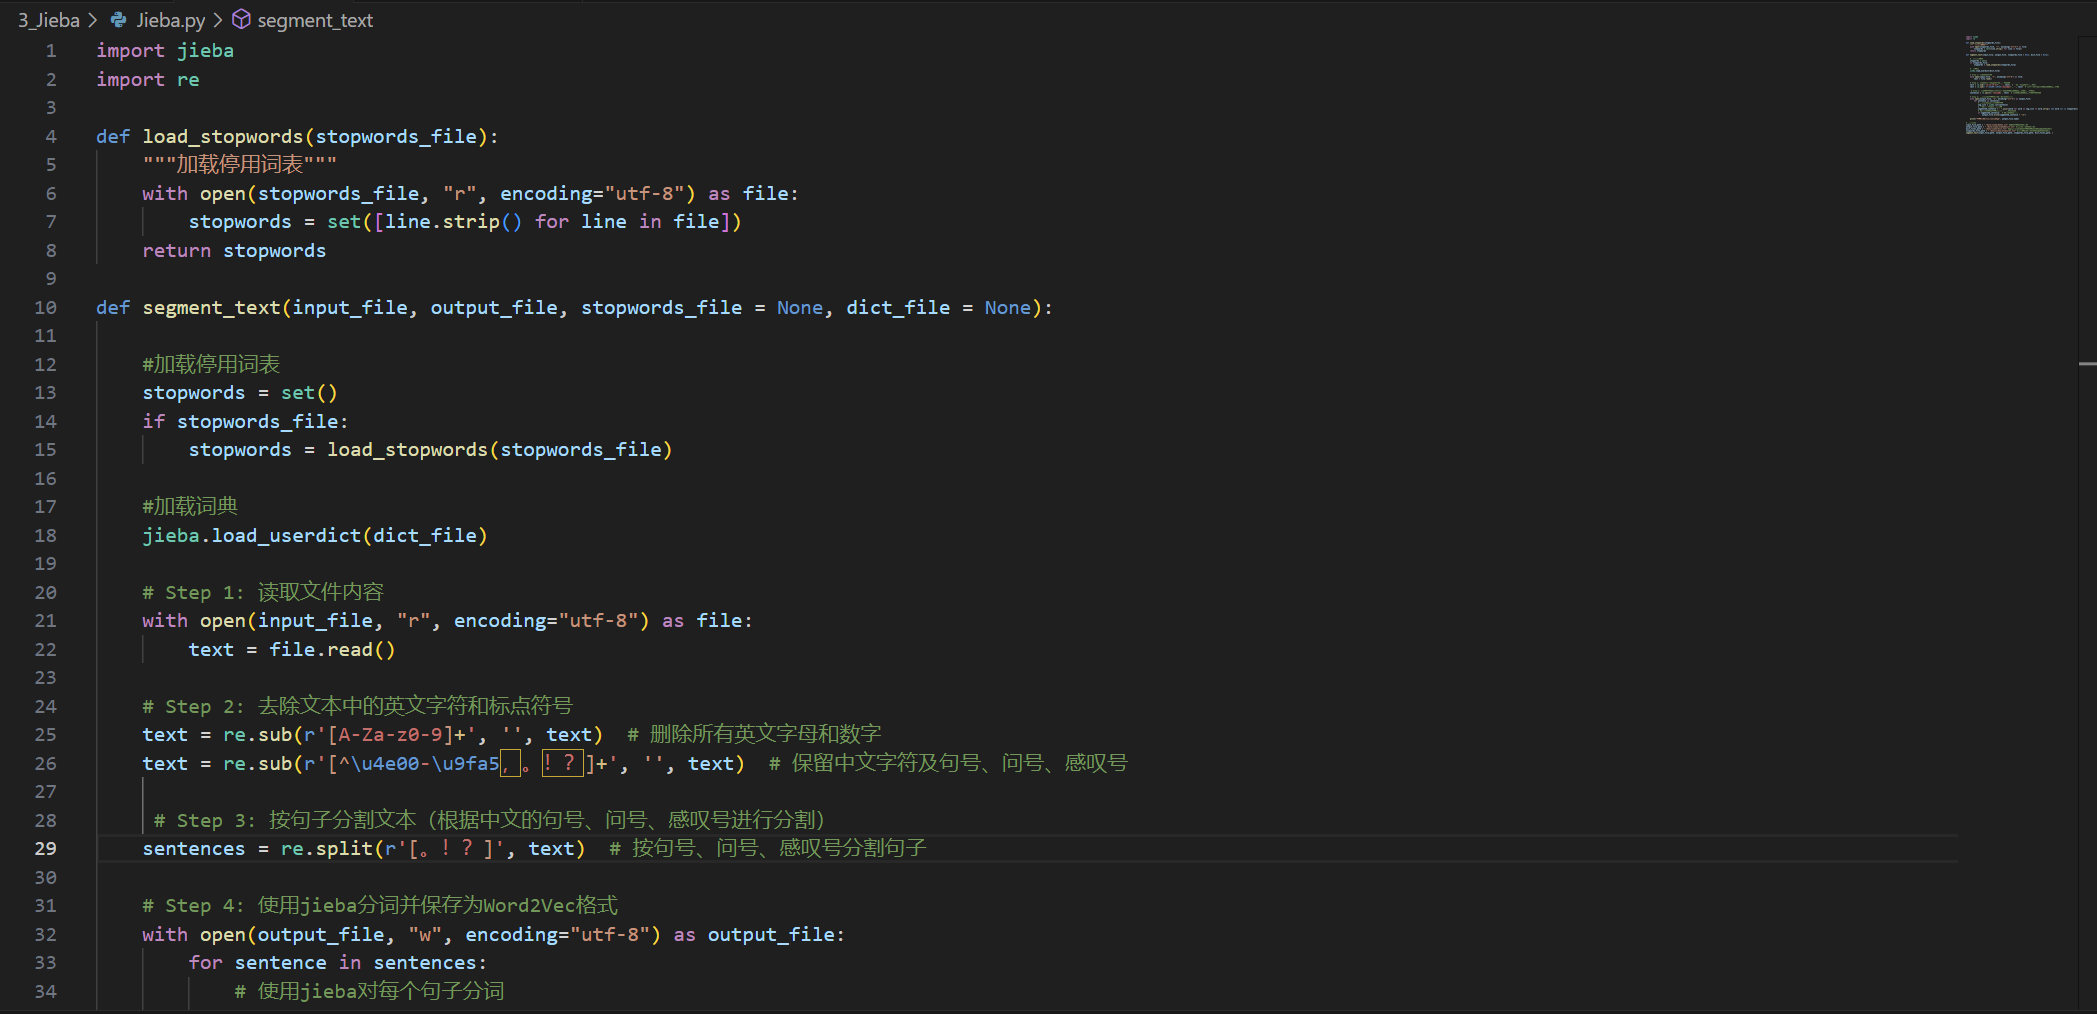 3_Jieba > Jieba.py > segment_text
1 import jieba
2 import re
3
4 def load_stopwords(stopwords_file):
5     """加载停用词表"""
6     with open(stopwords_file, "r", encoding="utf-8") as file:
7         stopwords = set([line.strip() for line in file])
8     return stopwords
9
10 def segment_text(input_file, output_file, stopwords_file = None, dict_file = None):
11
12     #加载停用词表
13     stopwords = set()
14     if stopwords_file:
15         stopwords = load_stopwords(stopwords_file)
16
17     #加载词典
18     jieba.load_userdict(dict_file)
19
20     # Step 1: 读取文件内容
21     with open(input_file, "r", encoding="utf-8") as file:
22         text = file.read()
23
24     # Step 2: 去除文本中的英文字符和标点符号
25     text = re.sub(r'[A-Za-z0-9]+', '', text)  # 删除所有英文字母和数字
26     text = re.sub(r'[^\u4e00-\u9fa5，。！？]+', '', text)  # 保留中文字符及句号、问号、感叹号
27
28      # Step 3: 按句子分割文本（根据中文的句号、问号、感叹号进行分割）
29     sentences = re.split(r'[。！？]', text)  # 按句号、问号、感叹号分割句子
30
31     # Step 4: 使用jieba分词并保存为Word2Vec格式
32     with open(output_file, "w", encoding="utf-8") as output_file:
33         for sentence in sentences:
34             # 使用jieba对每个句子分词